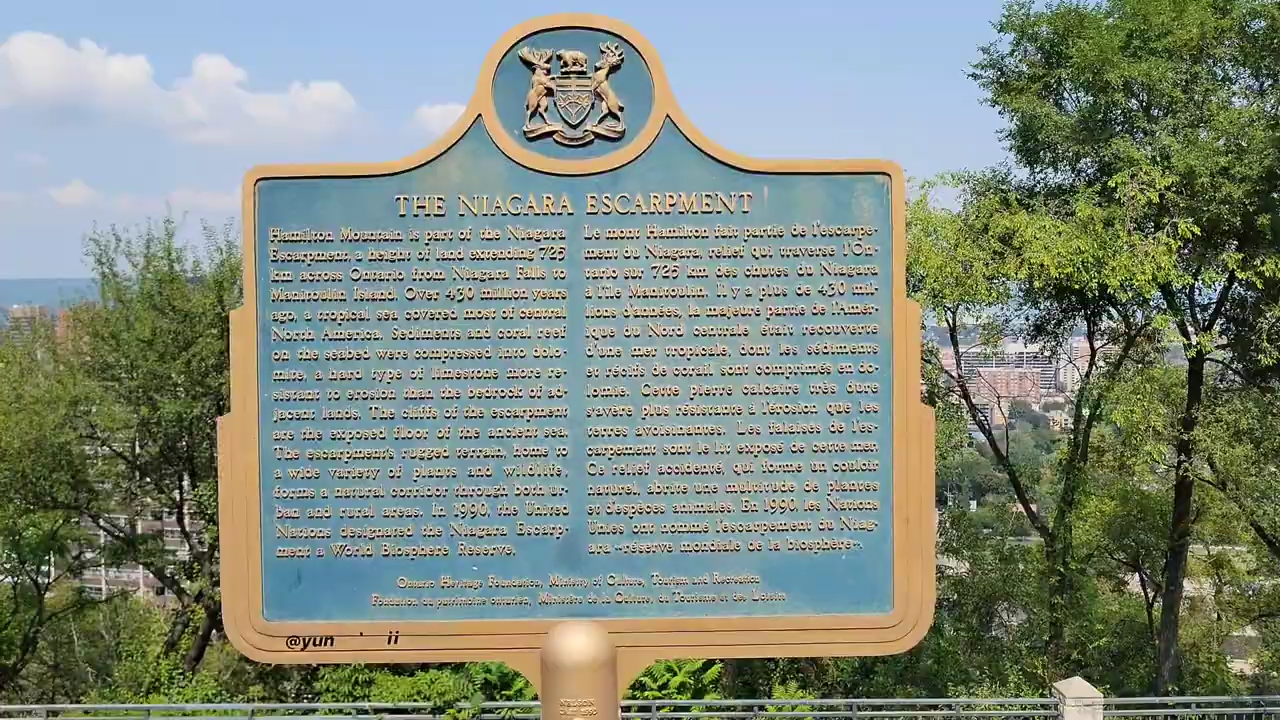 THE NIAGARA ESCARPMENT
Hamilton Mountain is part of the Niagara
Escarpment, a height of land extending 725
km across Ontario from Niagara Falls to
Manitoulin Island. Over 430 million years
ago, a tropical sea covered most of central
North America. Sediments and coral reef
on the seabed were compressed into dolo-
mite, a hard type of limestone more re-
sistant to erosion than the bedrock of ad
jacent lands. The cliffs of the escarpment
are the exposed floor of the ancient sea.
The escarpment's rugged terrain, home to
a wide variety of plants and wildlife,
forms a natural corridor through both ur-
ban and rural areas. In 1990, the United
Nations designated the Niagara Escarp-
ment a World Biosphere Reserve.
Le mont Hamilton fait partie de l'escarpe-
ment du Niagara, relief qui traverse l'On-
tario sur 725 km des chutes du Niagara
à l'île Manitoulin. Il y a plus de 430 mil-
lions d'années, la majeure partie de l'Amér-
ique du Nord centrale était recouverte
d'une mer tropicale, dont les sédiments
et récifs de corail sont comprimés en do-
lomie. Cette pierre calcaire très dure
s'avère plus résistante à l'érosion que les
terres avoisinantes. Les falaises de l'es-
carpement sont le lit exposé de cette mer.
Ce relief accidenté, qui forme un couloir
naturel, abrite une multitude de plantes
et d'espèces animales. En 1990, les Nations
Unies ont nommé l'escarpement du Niag-
ara «réserve mondiale de la biosphère».
Ontario Heritage Foundation, Ministry of Culture, Tourism and Recreation
Fondation du patrimoine ontarien, Ministère de la Culture, du Tourisme et des Loisirs
@yun ii